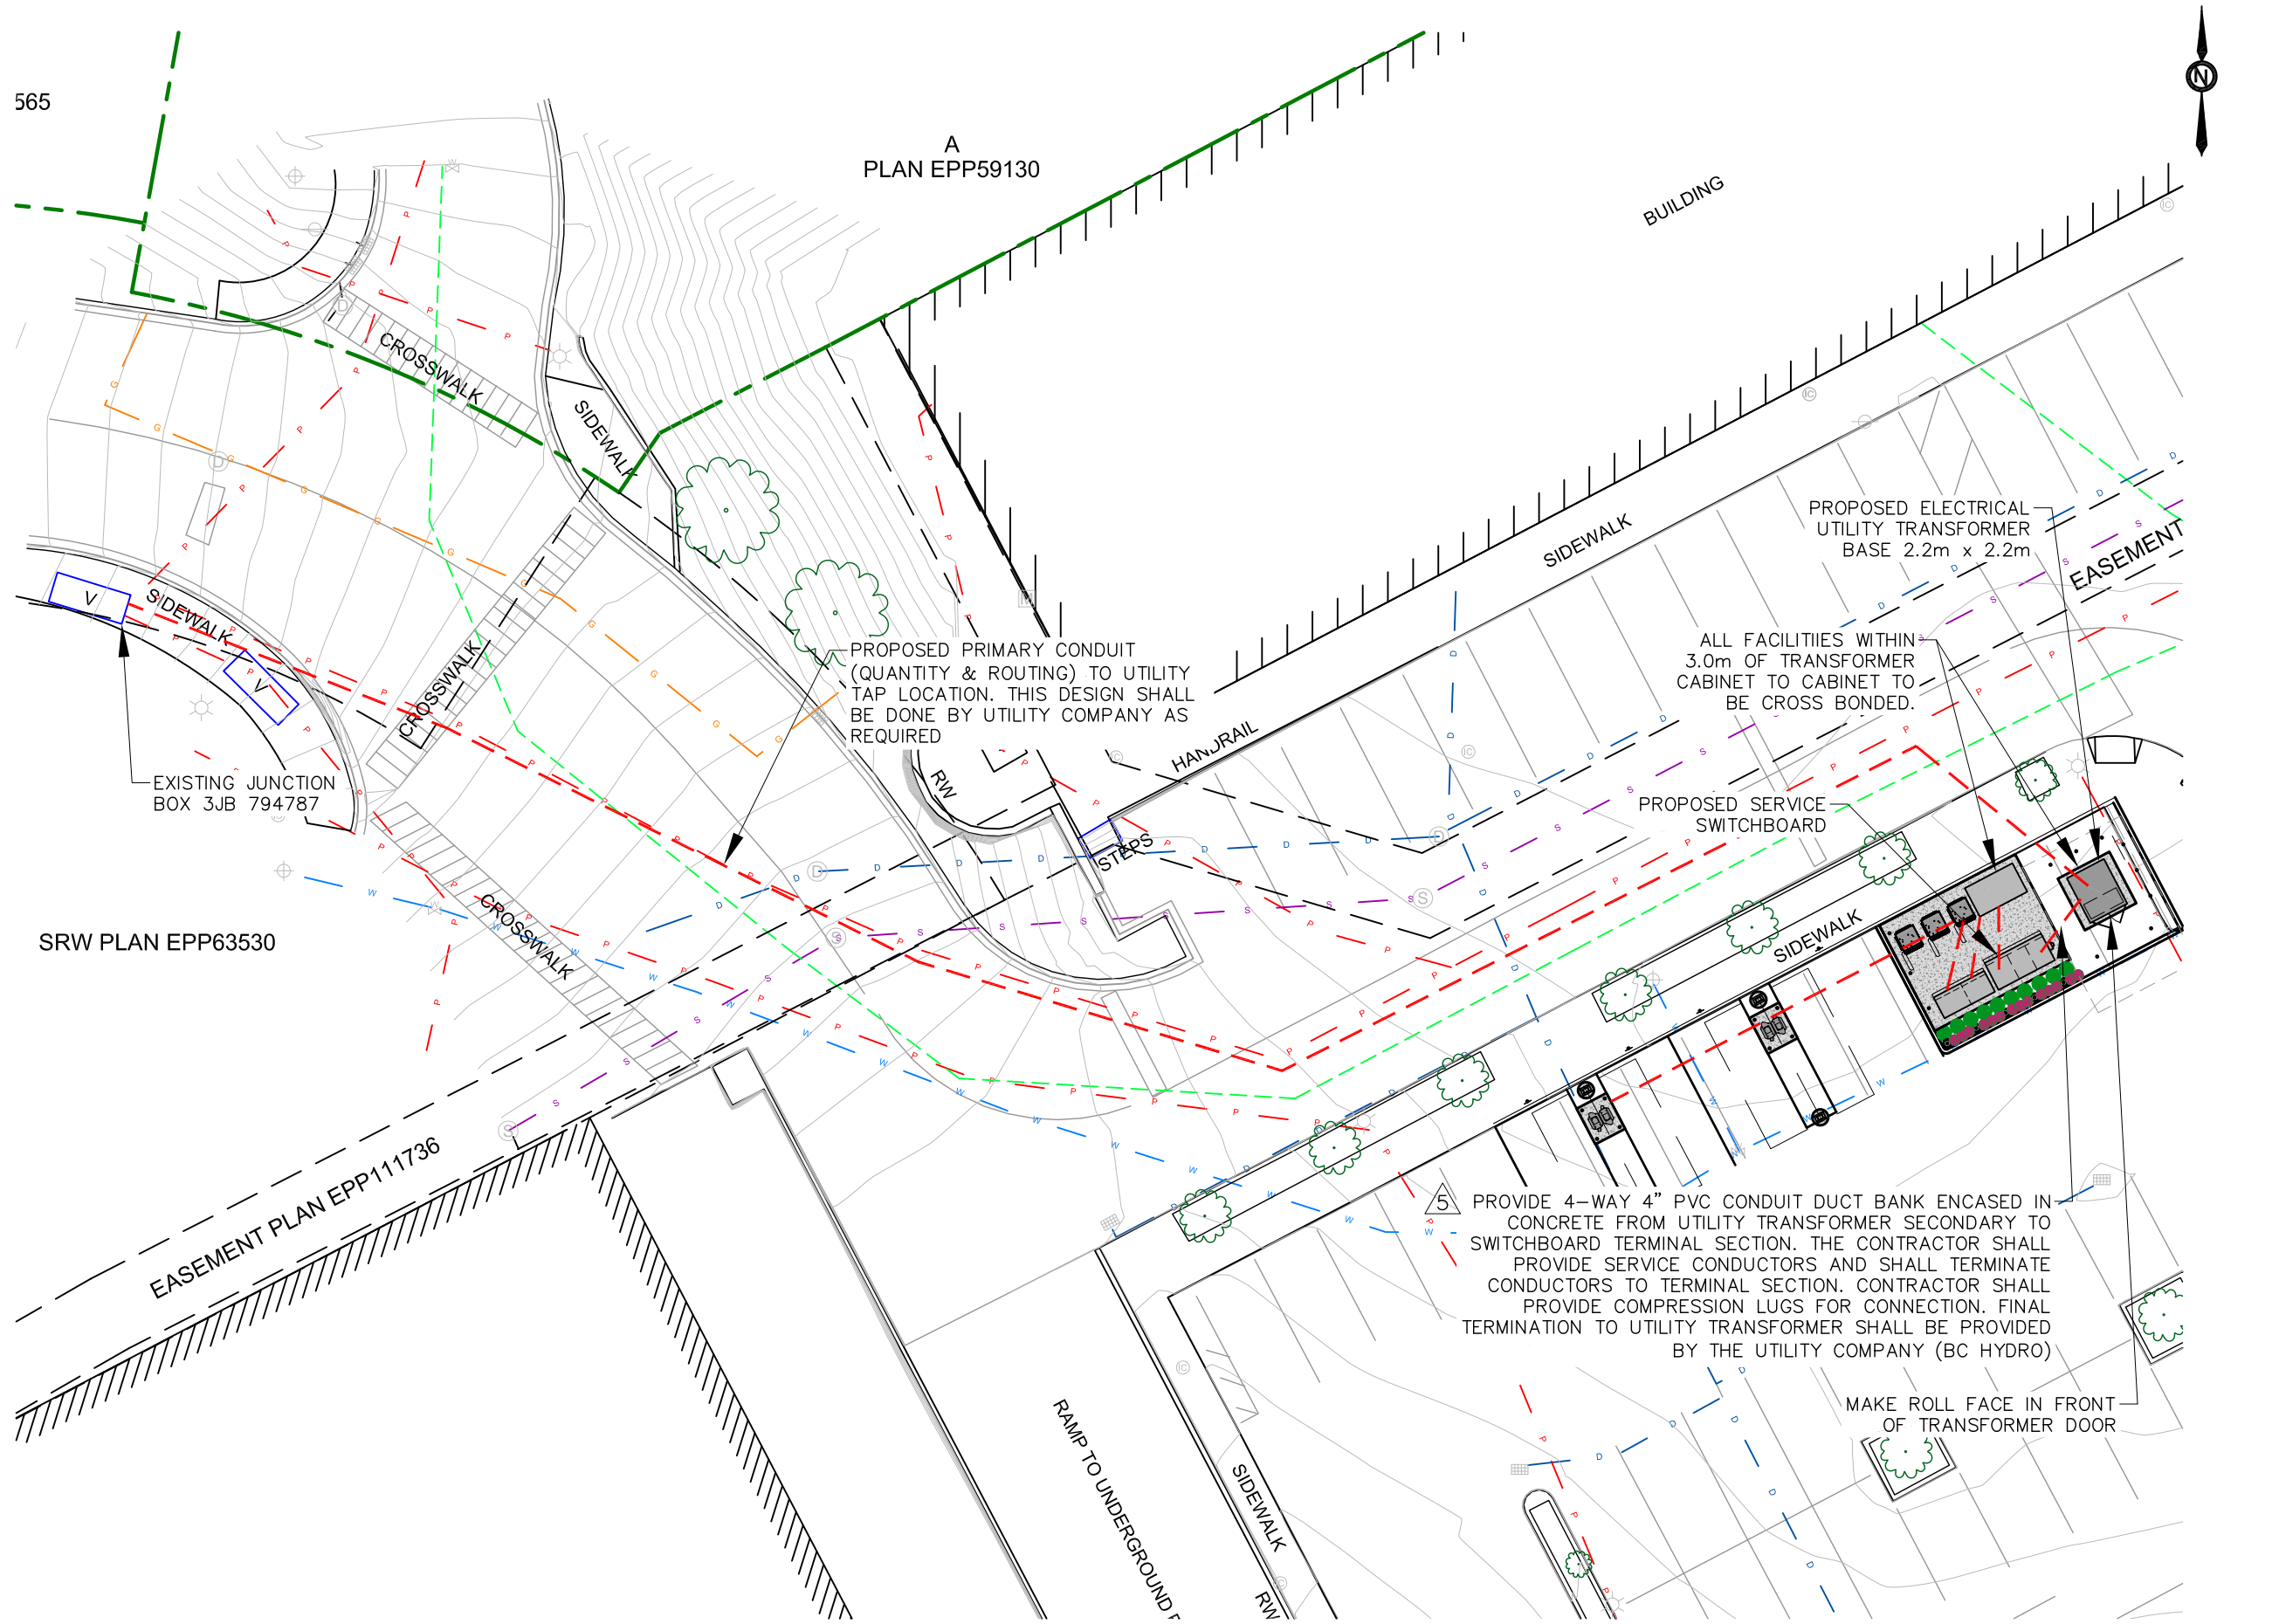 565
N
A
PLAN EPP59130
BUILDING
CROSSWALK
SIDEWALK
PROPOSED ELECTRICAL
UTILITY TRANSFORMER
BASE 2.2m x 2.2m
SIDEWALK
EASEMENT
V
SIDEWALK
V
CROSSWALK
PROPOSED PRIMARY CONDUIT
(QUANTITY & ROUTING) TO UTILITY
TAP LOCATION. THIS DESIGN SHALL
BE DONE BY UTILITY COMPANY AS
REQUIRED
ALL FACILITIIES WITHIN
3.0m OF TRANSFORMER
CABINET TO CABINET TO
BE CROSS BONDED.
HANDRAIL
RW
EXISTING JUNCTION
BOX 3JB 794787
PROPOSED SERVICE
SWITCHBOARD
STEPS
CROSSWALK
SIDEWALK
SRW PLAN EPP63530
EASEMENT PLAN EPP111736
5
PROVIDE 4-WAY 4” PVC CONDUIT DUCT BANK ENCASED IN
CONCRETE FROM UTILITY TRANSFORMER SECONDARY TO
SWITCHBOARD TERMINAL SECTION. THE CONTRACTOR SHALL
PROVIDE SERVICE CONDUCTORS AND SHALL TERMINATE
CONDUCTORS TO TERMINAL SECTION. CONTRACTOR SHALL
PROVIDE COMPRESSION LUGS FOR CONNECTION. FINAL
TERMINATION TO UTILITY TRANSFORMER SHALL BE PROVIDED
BY THE UTILITY COMPANY (BC HYDRO)
MAKE ROLL FACE IN FRONT
OF TRANSFORMER DOOR
RAMP TO UNDERGROUND
SIDEWALK
RW